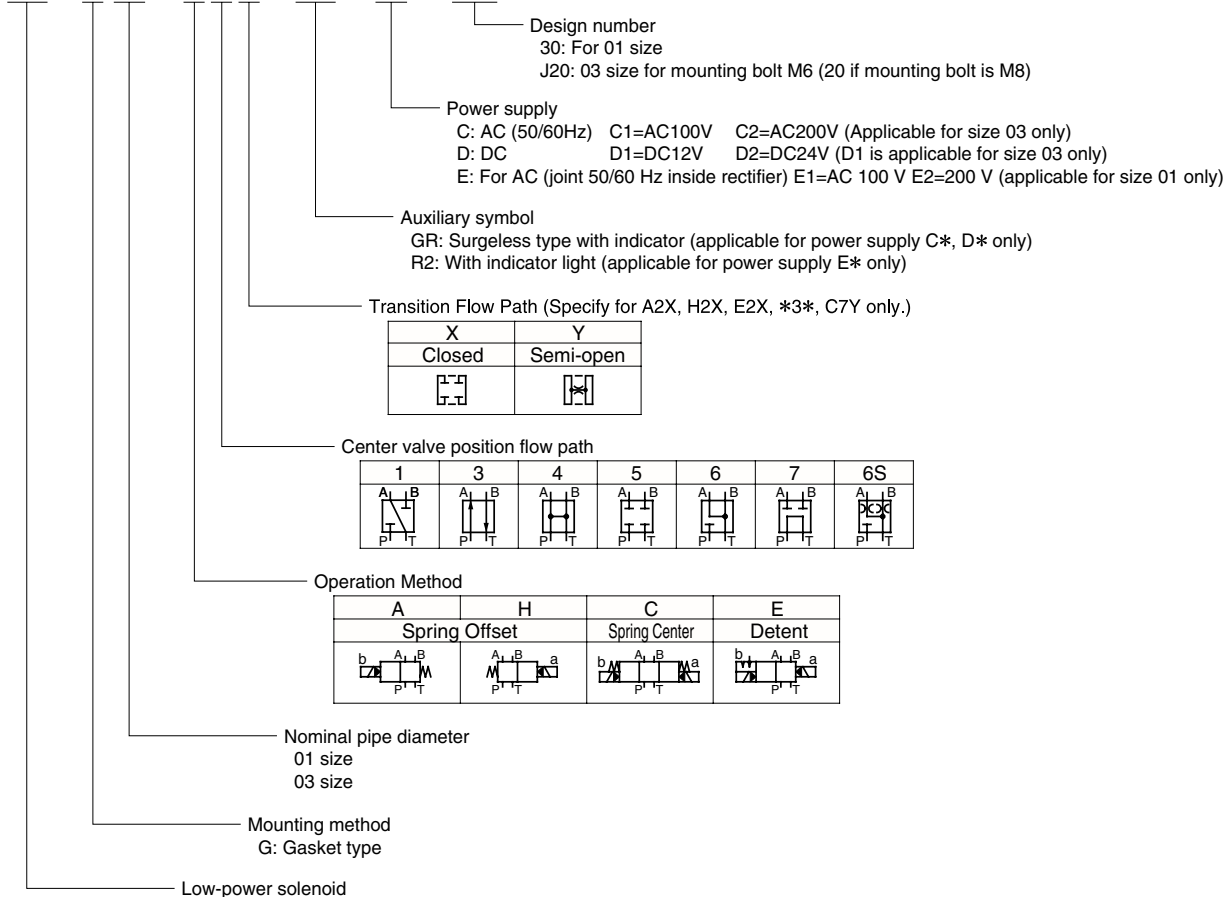 Design number
30: For 01 size
J20: 03 size for mounting bolt M6 (20 if mounting bolt is M8)
Power supply
C: AC (50/60Hz) C1=AC100V C2=AC200V (Applicable for size 03 only)
D: DC D1=DC12V D2=DC24V (D1 is applicable for size 03 only)
E: For AC (joint 50/60 Hz inside rectifier) E1=AC 100 V E2=200 V (applicable for size 01 only)
Auxiliary symbol
GR: Surgeless type with indicator (applicable for power supply C*, D* only)
R2: With indicator light (applicable for power supply E* only)
Transition Flow Path (Specify for A2X, H2X, E2X, *3*, C7Y only.)
X Y
Closed Semi-open
Center valve position flow path
1 3 4 5 6 7 6S
A B A B A B A B A B A B A B
P T P T P T P T P T P T P T
Operation Method
A H C E
Spring Offset Spring Center Detent
b A B A B a b A B a b A B a
P T P T P T P T
Nominal pipe diameter
01 size
03 size
Mounting method
G: Gasket type
Low-power solenoid